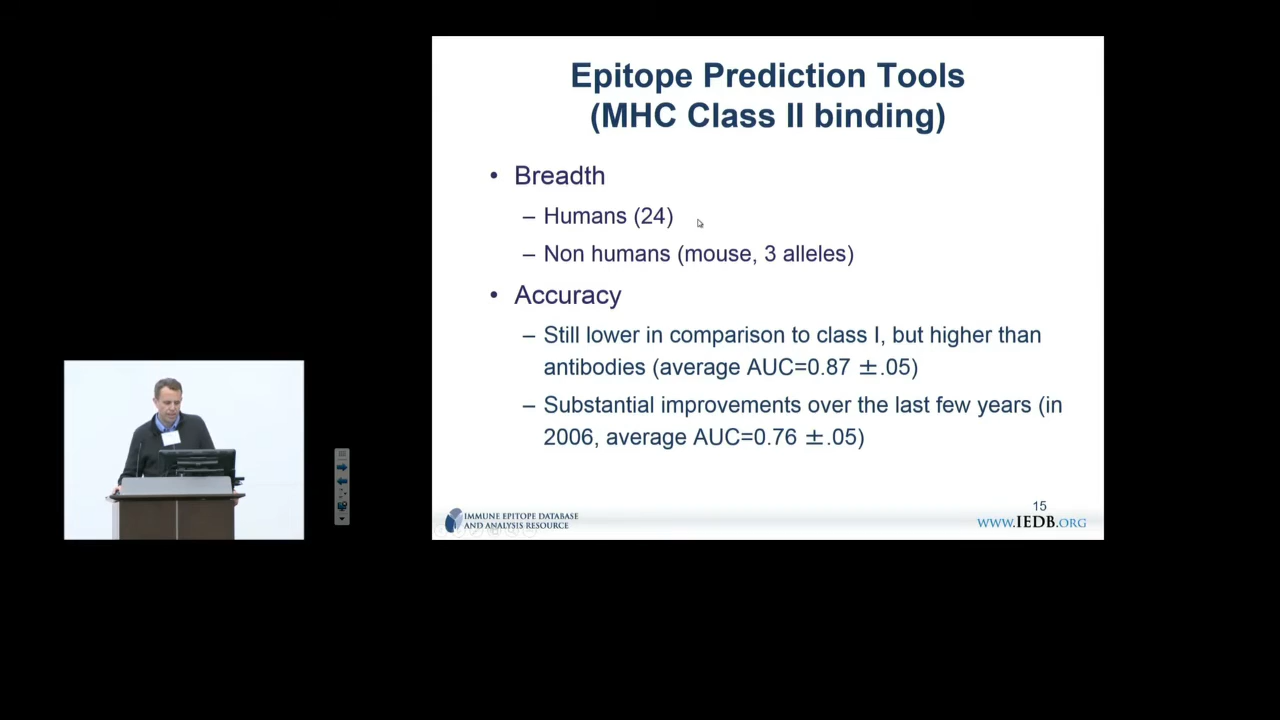 Epitope Prediction Tools
(MHC Class II binding)
• Breadth
– Humans (24)
– Non humans (mouse, 3 alleles)
• Accuracy
– Still lower in comparison to class I, but higher than
antibodies (average AUC=0.87 ±.05)
– Substantial improvements over the last few years (in
2006, average AUC=0.76 ±.05)
IMMUNE EPITOPE DATABASE
AND ANALYSIS RESOURCE
15
WWW.IEDB.ORG